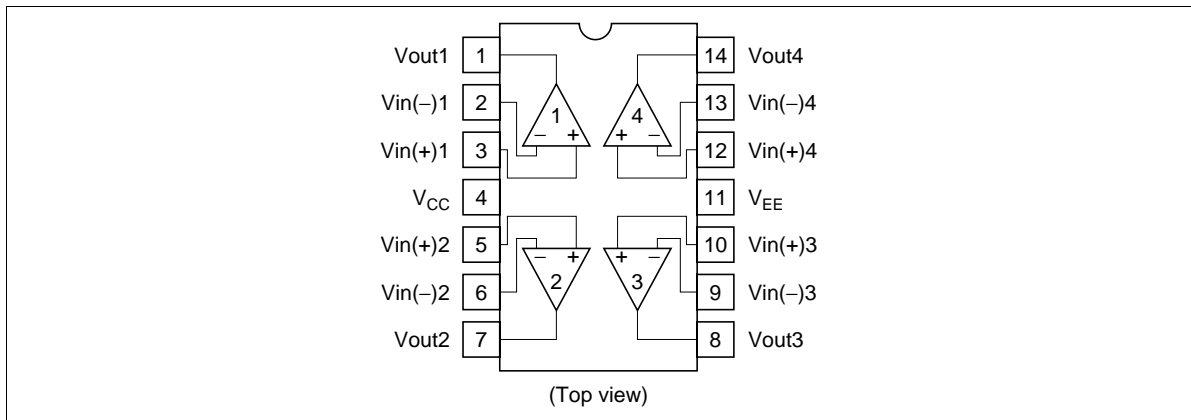 Vout1 1 14 Vout4
Vin(−)1 2 13 Vin(−)4
1 4
− + + −
Vin(+)1 3 12 Vin(+)4
V_CC 4 11 V_EE
Vin(+)2 5 10 Vin(+)3
− + + −
2 3
Vin(−)2 6 9 Vin(−)3
Vout2 7 8 Vout3
(Top view)